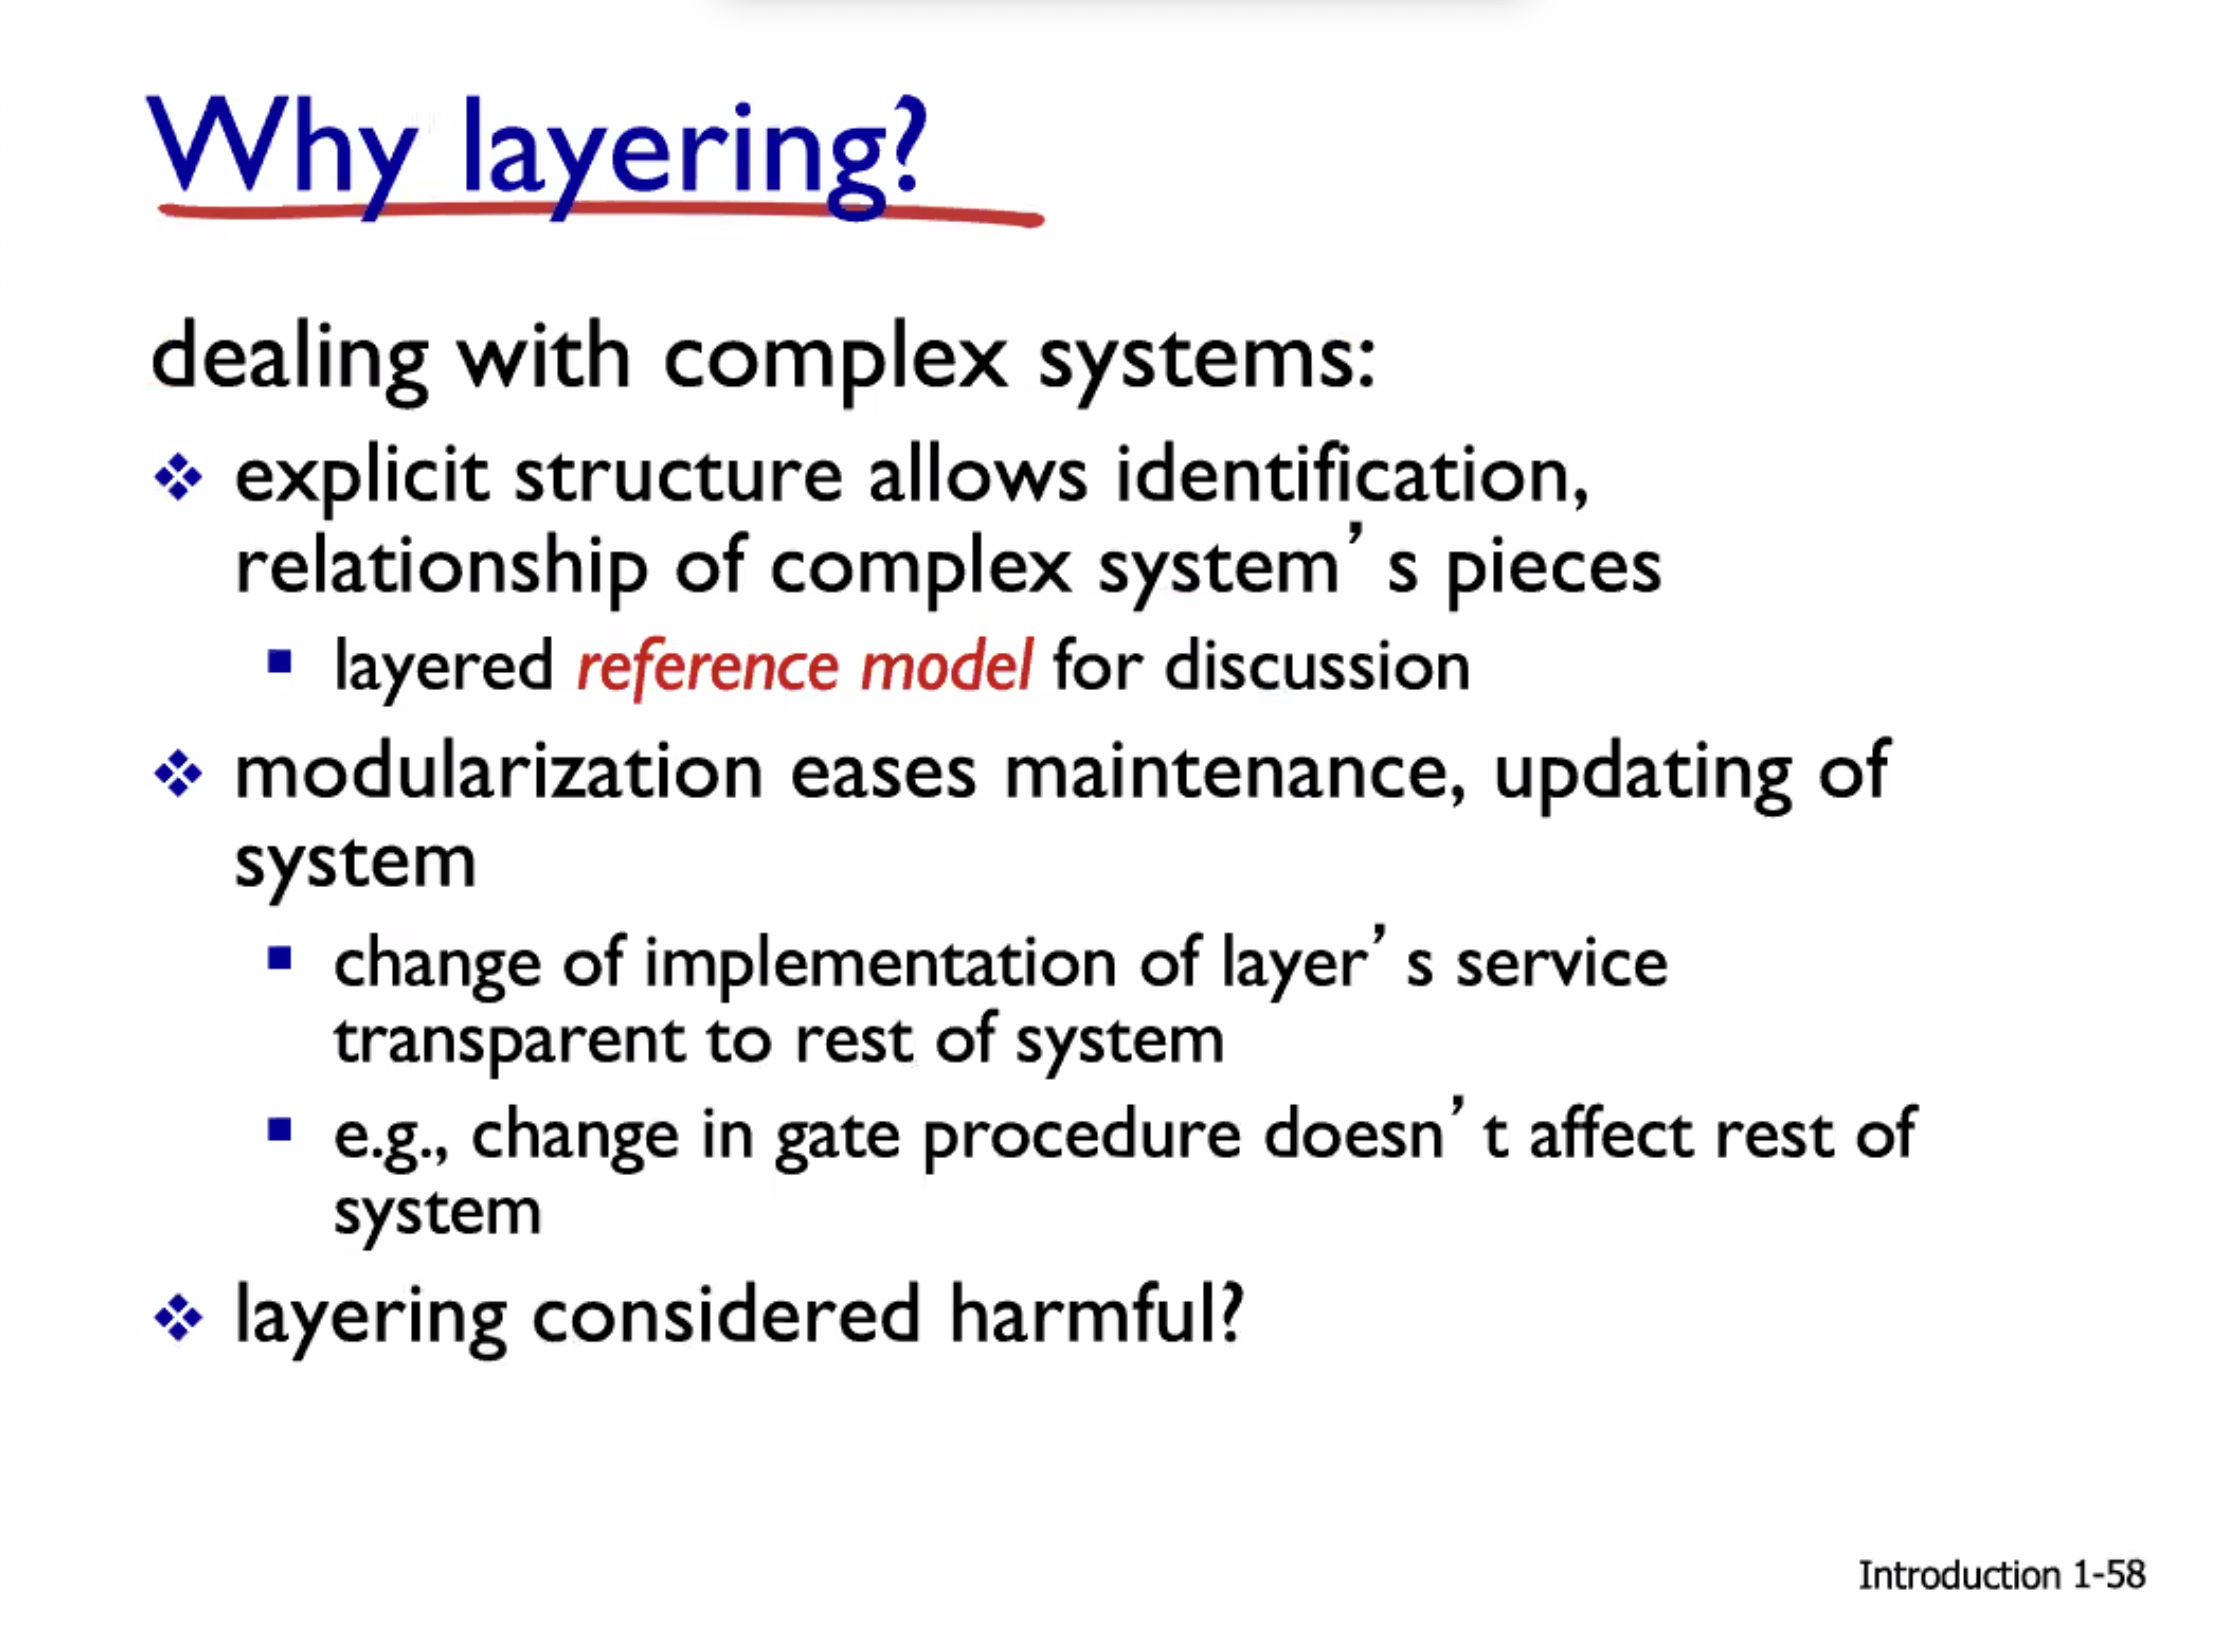 Why layering?
dealing with complex systems:
❖ explicit structure allows identification,
relationship of complex system’s pieces
▪ layered reference model for discussion
❖ modularization eases maintenance, updating of
system
▪ change of implementation of layer’s service
transparent to rest of system
▪ e.g., change in gate procedure doesn’t affect rest of
system
❖ layering considered harmful?
Introduction 1-58